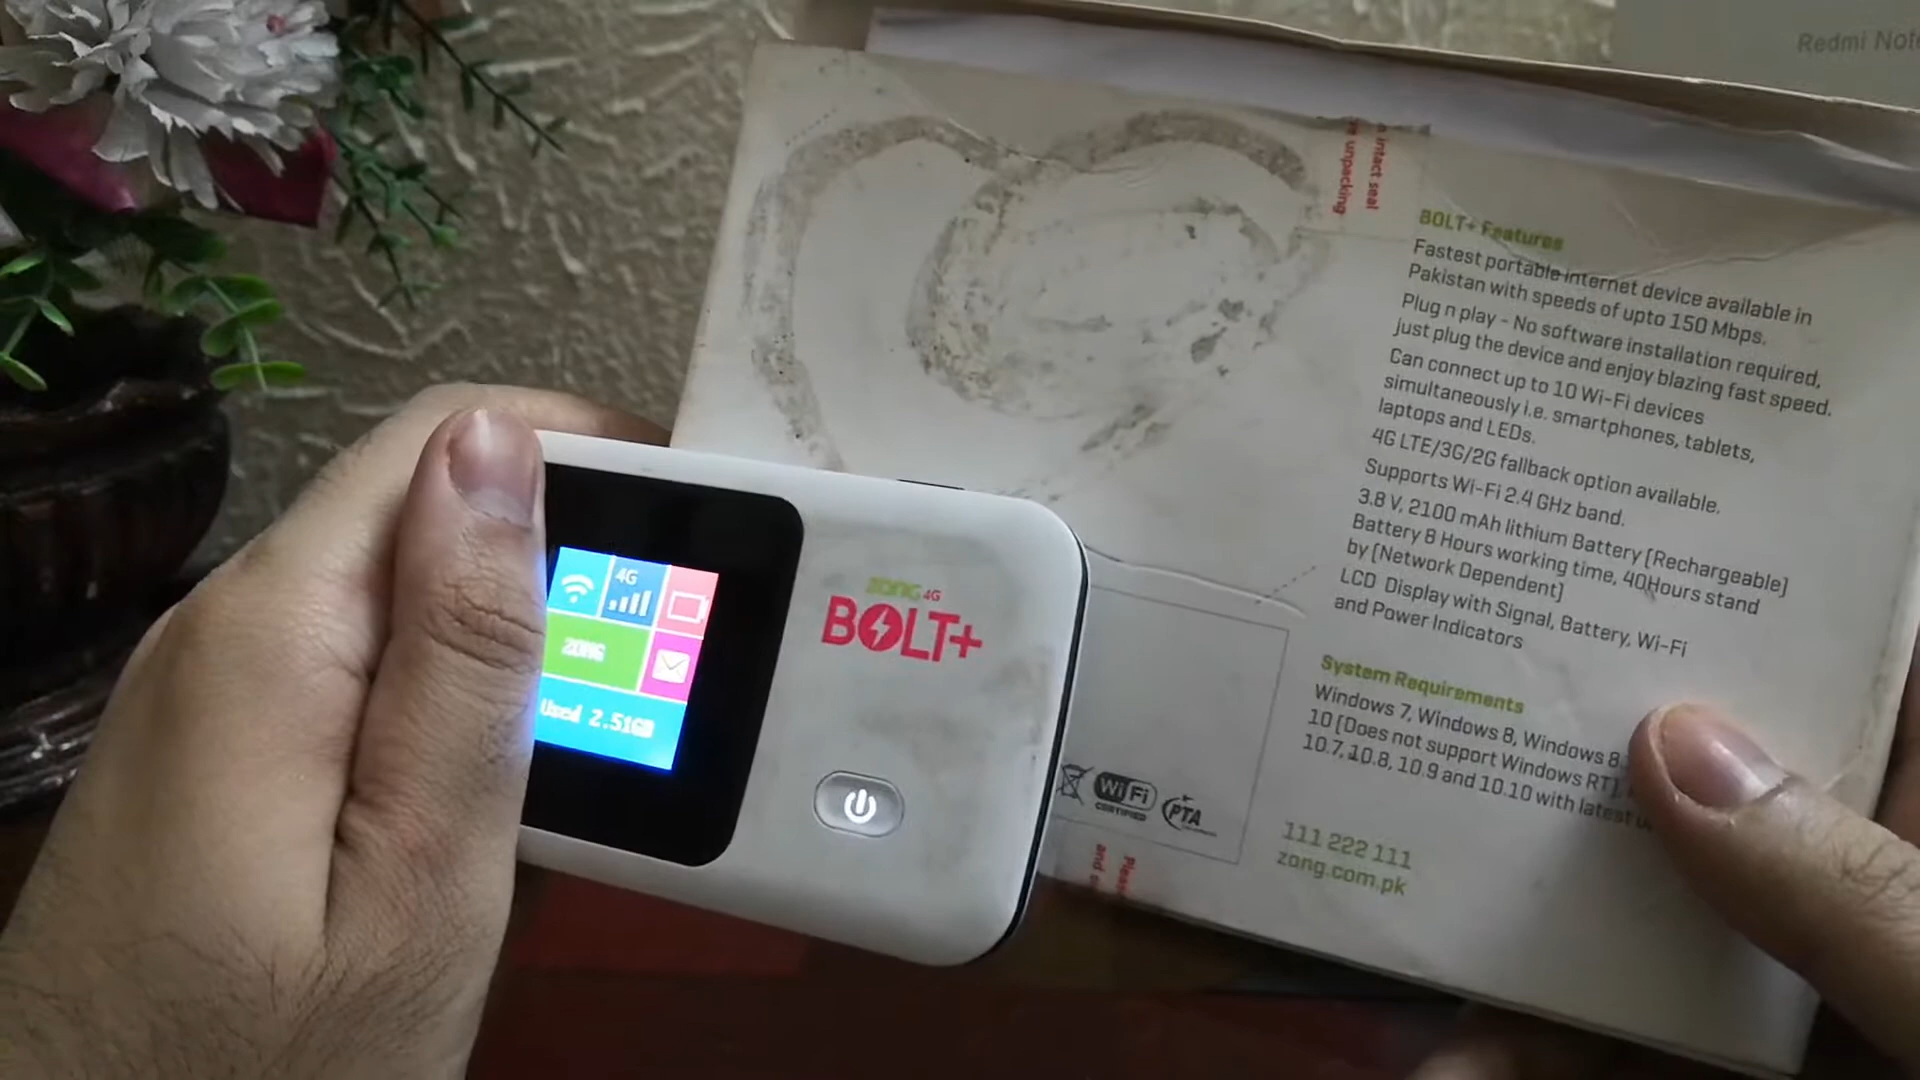 Redmi Note
intact seal
unpacking
BOLT+ Features
Fastest portable internet device available in
Pakistan with speeds of upto 150 Mbps.
Plug n play - No software installation required,
just plug the device and enjoy blazing fast speed.
Can connect up to 10 Wi-Fi devices
simultaneously i.e. smartphones, tablets,
laptops and LEDs.
4G LTE/3G/2G fallback option available.
Supports Wi-Fi 2.4 GHz band.
3.8 V, 2100 mAh lithium Battery [Rechargeable]
Battery 8 Hours working time, 40Hours stand
by [Network Dependent]
LCD Display with Signal, Battery, Wi-Fi
and Power Indicators
System Requirements
Windows 7, Windows 8, Windows 8
10 [Does not support Windows RT]
10.7, 10.8, 10.9 and 10.10 with latest
111 222 111
zong.com.pk
Wi Fi
CERTIFIED
PTA
and
4G
ZONG
Used 2.51GB
ZONG 4G
BOLT+